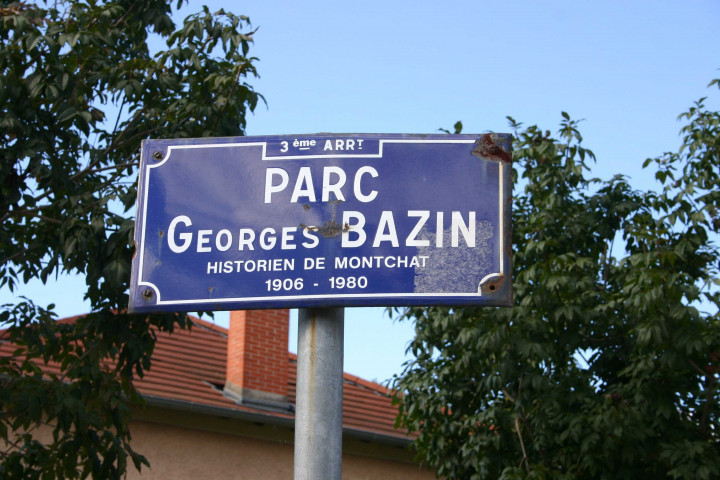 3ème ARRT
PARC
GEORGES BAZIN
HISTORIEN DE MONTCHAT
1906 - 1980